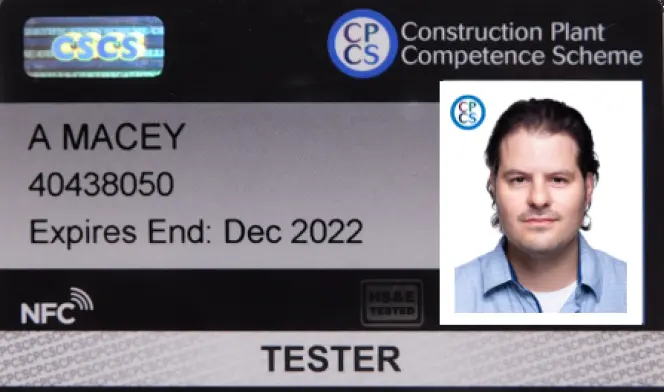 CSCS
CP
CS
Construction Plant
Competence Scheme
CP
CS
A MACEY
40438050
Expires End: Dec 2022
NFC
HS&E
TESTED
TESTER